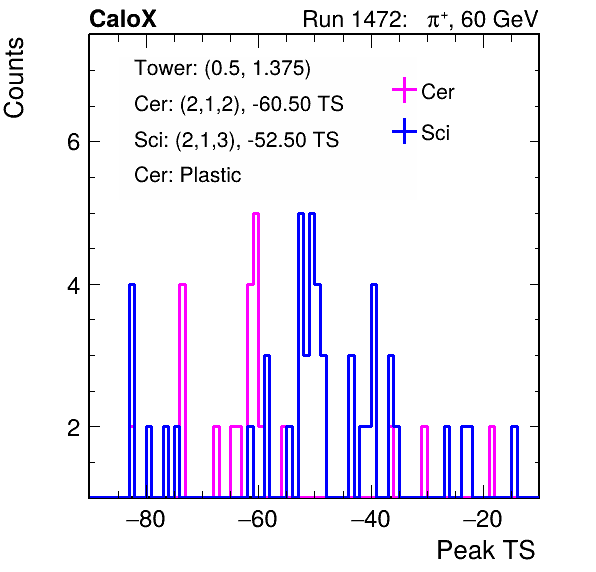 CaloX Run 1472: π⁺, 60 GeV
Counts
Tower: (0.5, 1.375)
Cer: (2,1,2), -60.50 TS
Sci: (2,1,3), -52.50 TS
Cer: Plastic
Cer
Sci
6
4
2
−80 −60 −40 −20
Peak TS